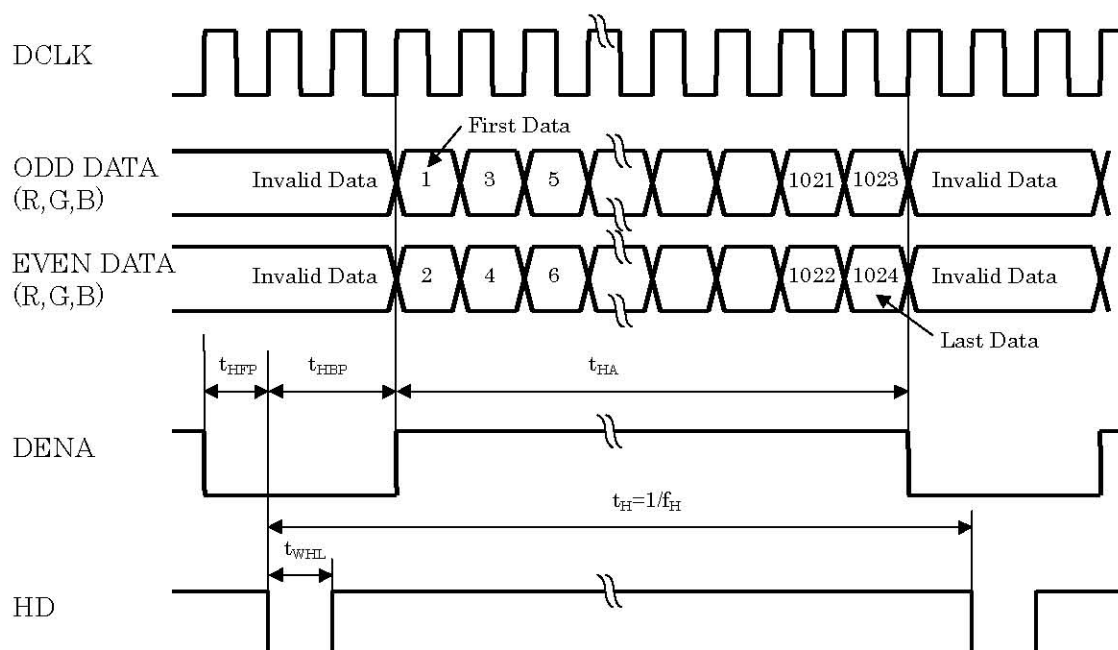 DCLK
First Data
ODD DATA
(R,G,B)
Invalid Data 1 3 5 1021 1023 Invalid Data
EVEN DATA
(R,G,B)
Invalid Data 2 4 6 1022 1024 Invalid Data
Last Data
tHFP tHBP tHA
DENA
tH=1/fH
tWHL
HD